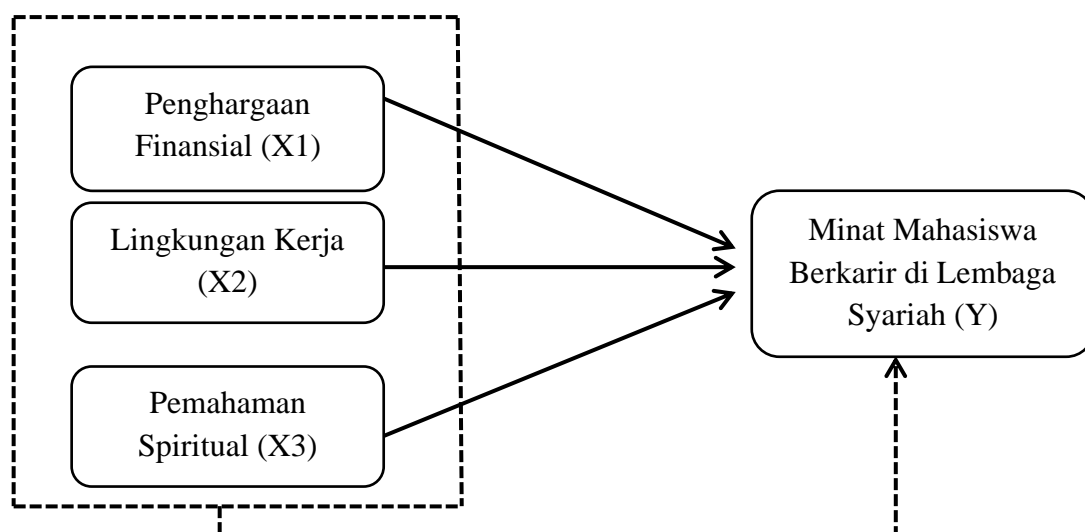 Penghargaan
Finansial (X1)
Lingkungan Kerja
(X2)
Pemahaman
Spiritual (X3)
Minat Mahasiswa
Berkarir di Lembaga
Syariah (Y)